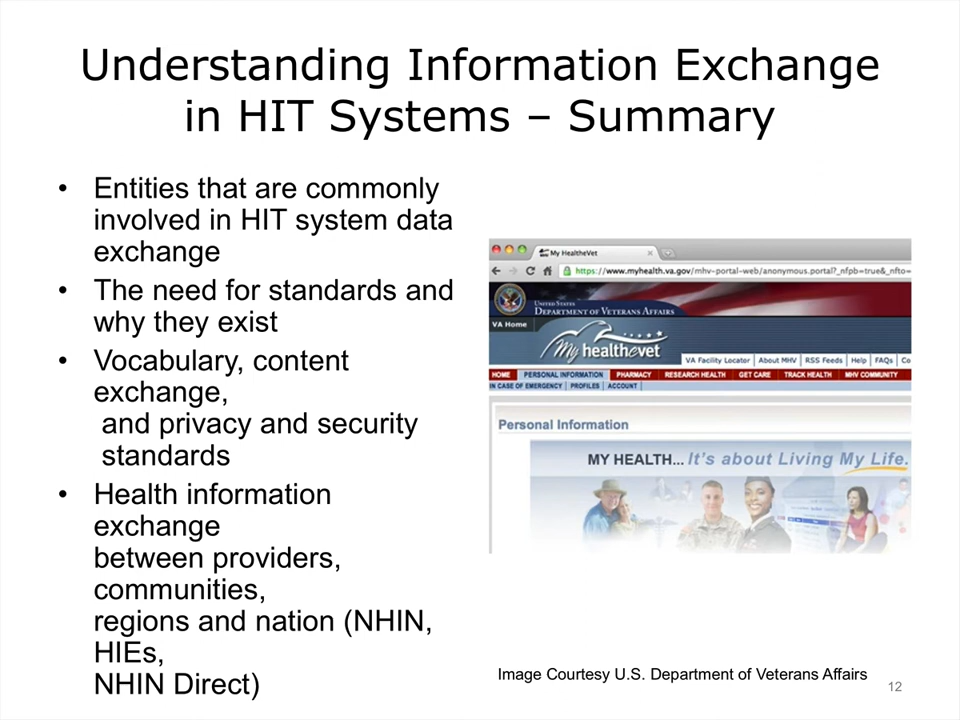 Understanding Information Exchange
in HIT Systems – Summary
• Entities that are commonly
involved in HIT system data
exchange
• The need for standards and
why they exist
• Vocabulary, content
exchange,
and privacy and security
standards
• Health information
exchange
between providers,
communities,
regions and nation (NHIN,
HIEs,
NHIN Direct)
My HealtheVet
https://www.myhealth.va.gov/mhv-portal-web/anonymous.portal?_nfpb=true&_nfto=
UNITED STATES
DEPARTMENT OF VETERANS AFFAIRS
VA Home
My healthevet
VA Facility Locator | About MHV | RSS Feeds | Help | FAQs | Co
HOME PERSONAL INFORMATION PHARMACY RESEARCH HEALTH GET CARE TRACK HEALTH MHV COMMUNITY
IN CASE OF EMERGENCY | PROFILES | ACCOUNT
Personal Information
MY HEALTH... It's about Living My Life.
Image Courtesy U.S. Department of Veterans Affairs
12